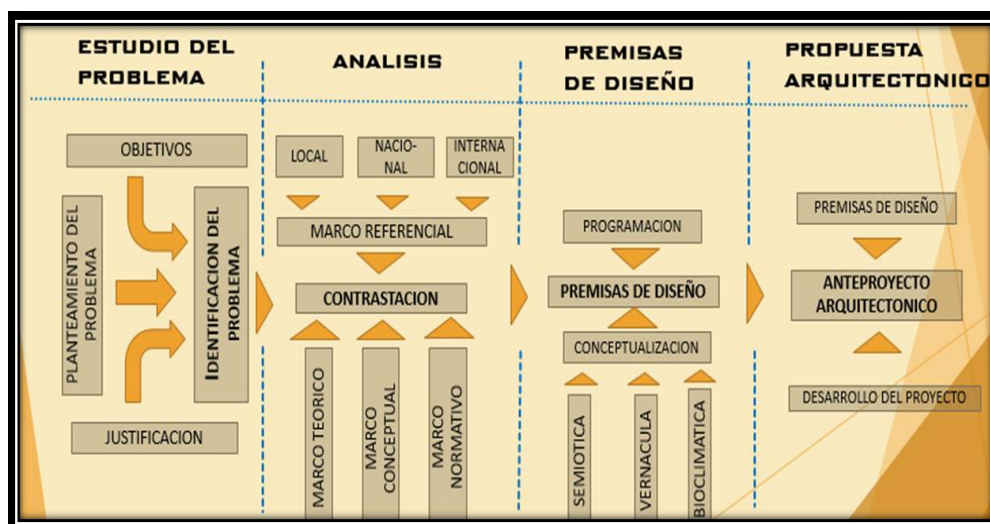 ESTUDIO DEL
PROBLEMA
ANALISIS
PREMISAS
DE DISEÑO
PROPUESTA
ARQUITECTONICO
OBJETIVOS
PLANTEAMIENTO DEL
PROBLEMA
IDENTIFICACION DEL
PROBLEMA
JUSTIFICACION
LOCAL
NACIO-
NAL
INTERNA
CIONAL
MARCO REFERENCIAL
CONTRASTACION
MARCO TEORICO
MARCO
CONCEPTUAL
MARCO
NORMATIVO
PROGRAMACION
PREMISAS DE DISEÑO
CONCEPTUALIZACION
SEMIOTICA
VERNACULA
BIOCLIMATICA
PREMISAS DE DISEÑO
ANTEPROYECTO
ARQUITECTONICO
DESARROLLO DEL PROYECTO